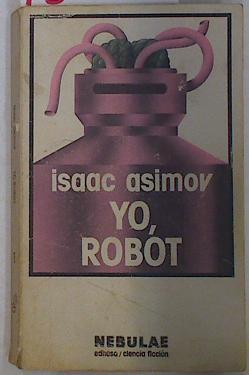 isaac asimov
YO,
ROBOT
NEBULAE
edhasa / ciencia ficción